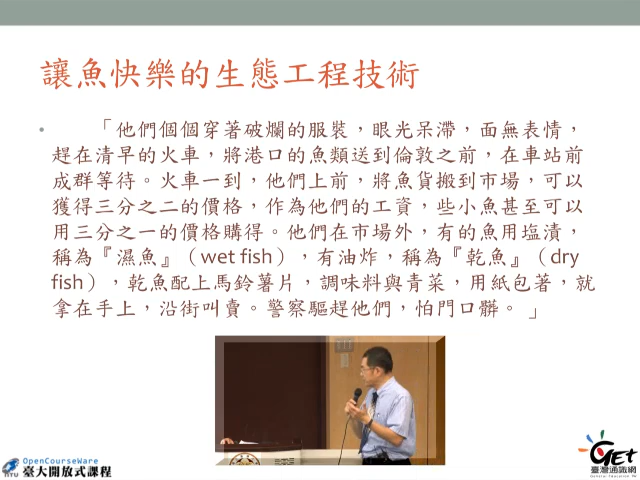 讓魚快樂的生態工程技術
• 「他們個個穿著破爛的服裝，眼光呆滯，面無表情，
趕在清早的火車，將港口的魚類送到倫敦之前，在車站前
成群等待。火車一到，他們上前，將魚貨搬到市場，可以
獲得三分之二的價格，作為他們的工資，些小魚甚至可以
用三分之一的價格購得。他們在市場外，有的魚用塩漬，
稱為『濕魚』（wet fish），有油炸，稱為『乾魚』（dry
fish），乾魚配上馬鈴薯片，調味料與青菜，用紙包著，就
拿在手上，沿街叫賣。警察驅趕他們，怕門口髒。」
OpenCourseWare
NTU 臺大開放式課程
GET
臺灣通識網
General Education TW